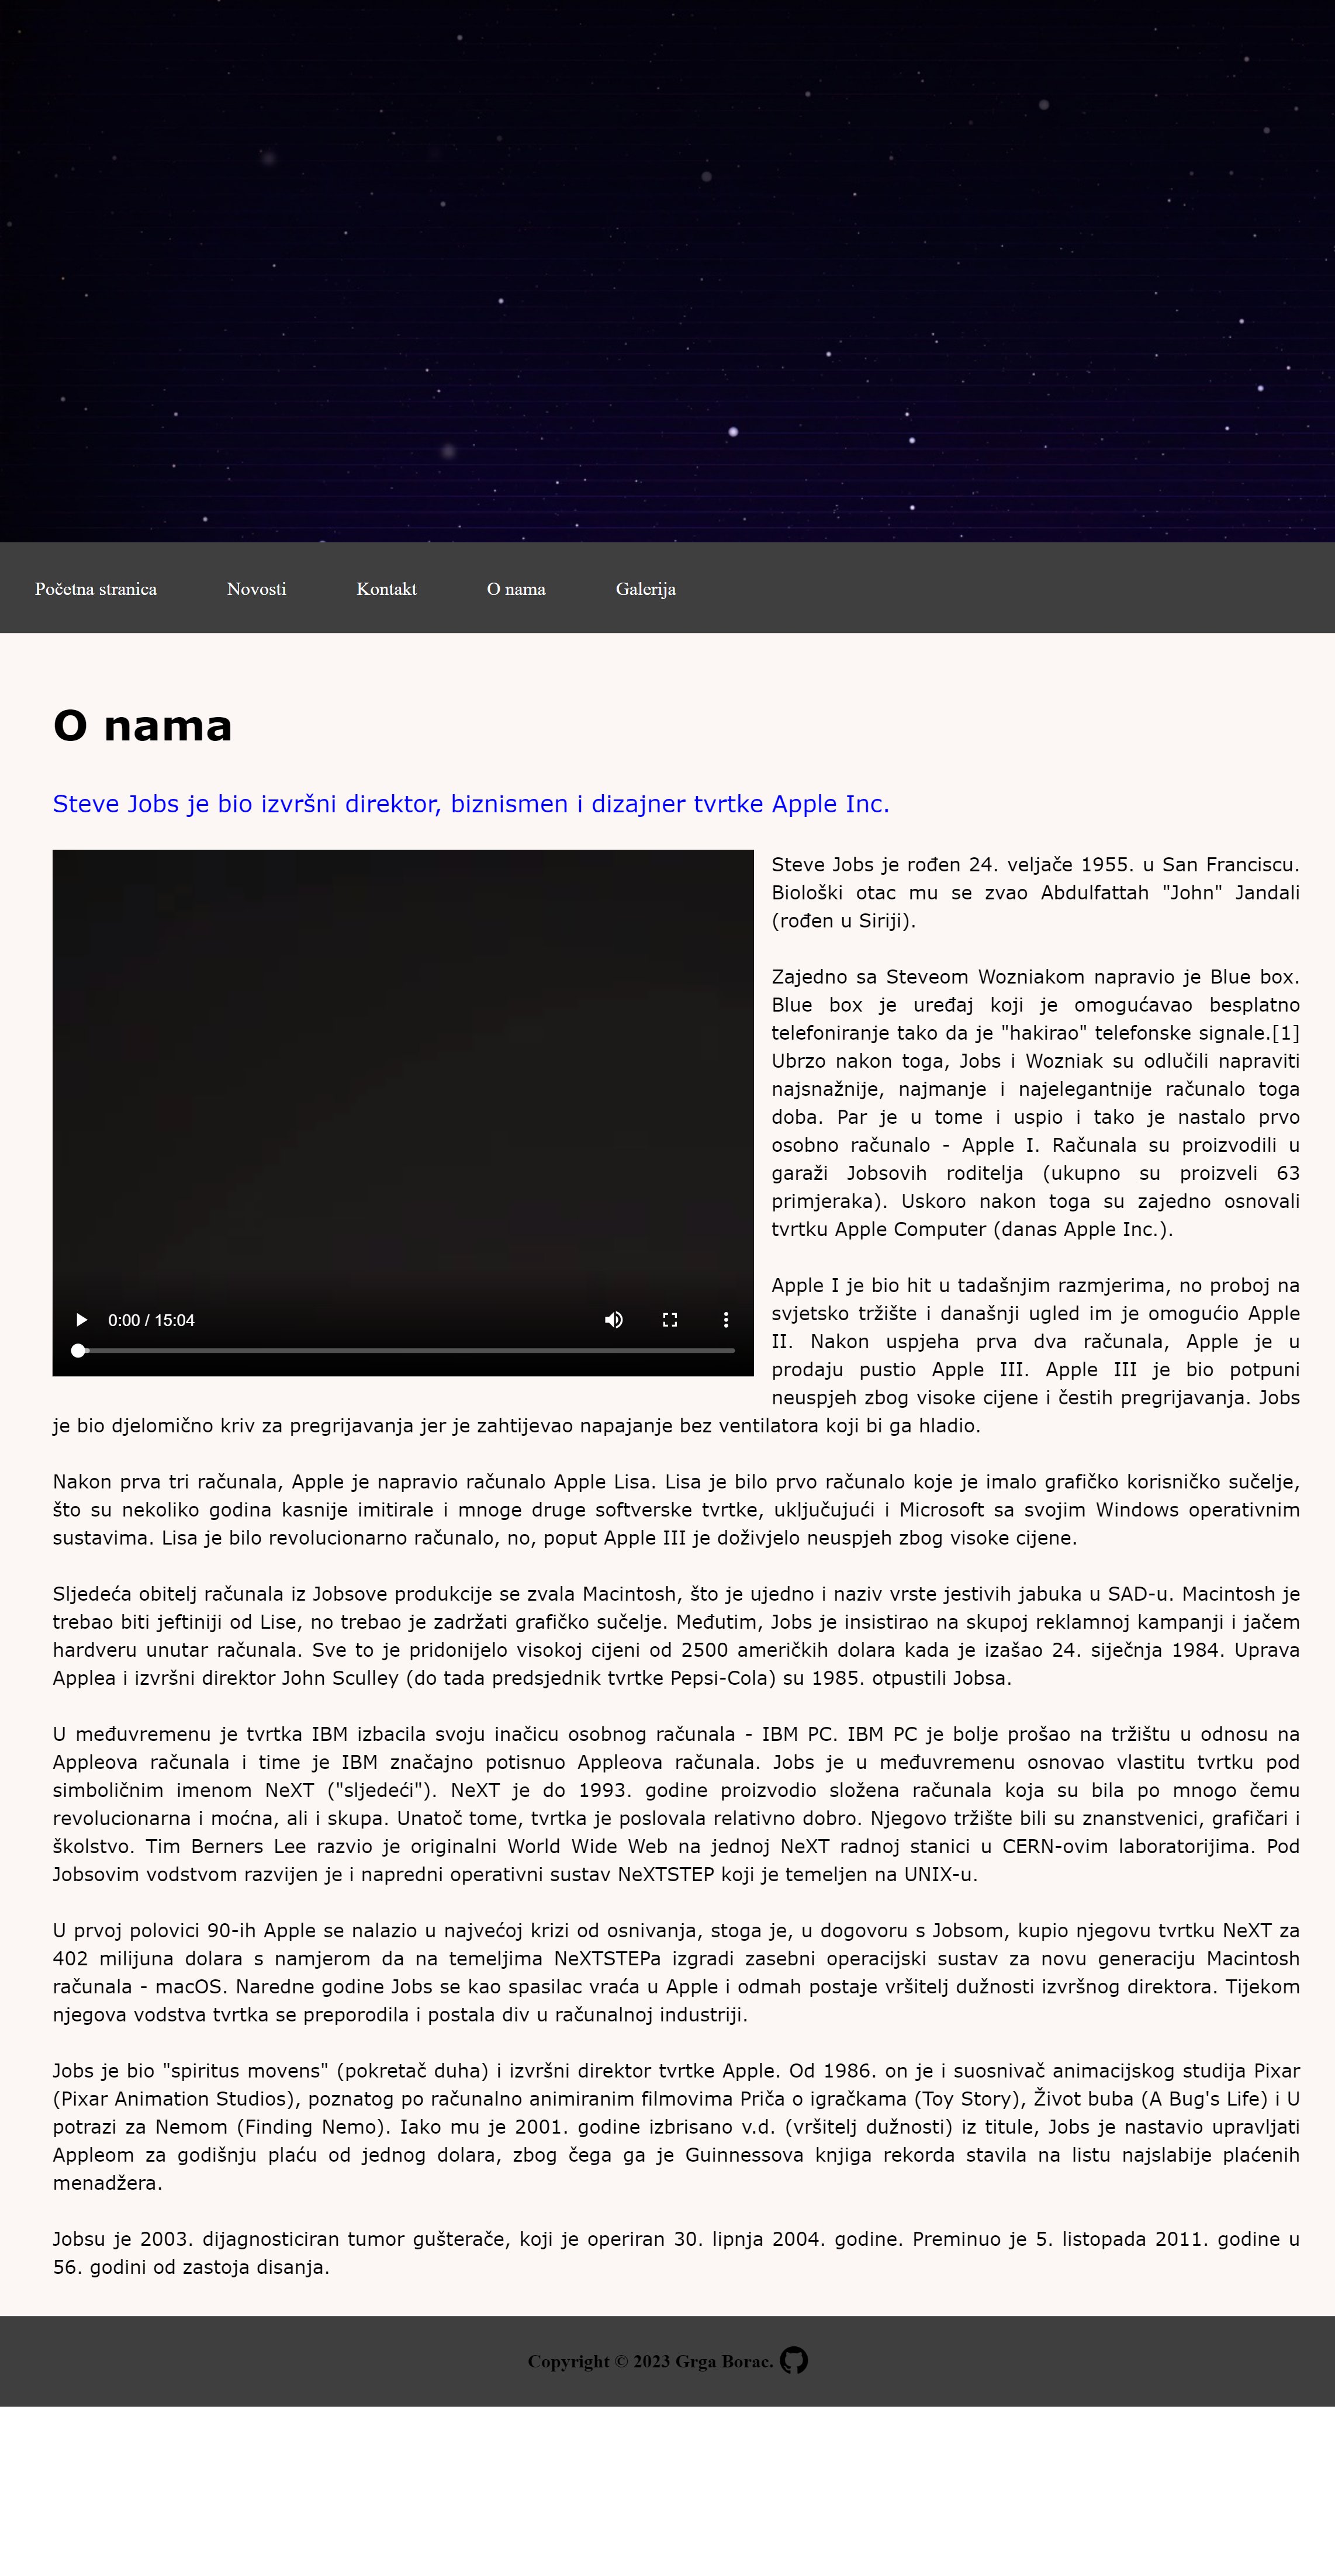 Početna stranica Novosti Kontakt O nama Galerija
O nama
Steve Jobs je bio izvršni direktor, biznismen i dizajner tvrtke Apple Inc.
Steve Jobs je rođen 24. veljače 1955. u San Franciscu.
Biološki otac mu se zvao Abdulfattah "John" Jandali
(rođen u Siriji).
Zajedno sa Steveom Wozniakom napravio je Blue box.
Blue box je uređaj koji je omogućavao besplatno
telefoniranje tako da je "hakirao" telefonske signale.[1]
Ubrzo nakon toga, Jobs i Wozniak su odlučili napraviti
najsnažnije, najmanje i najelegantnije računalo toga
doba. Par je u tome i uspio i tako je nastalo prvo
osobno računalo - Apple I. Računala su proizvodili u
garaži Jobsovih roditelja (ukupno su proizveli 63
primjeraka). Uskoro nakon toga su zajedno osnovali
tvrtku Apple Computer (danas Apple Inc.).
Apple I je bio hit u tadašnjim razmjerima, no proboj na
svjetsko tržište i današnji ugled im je omogućio Apple
II. Nakon uspjeha prva dva računala, Apple je u
prodaju pustio Apple III. Apple III je bio potpuni
neuspjeh zbog visoke cijene i čestih pregrijavanja. Jobs
0:00 / 15:04
je bio djelomično kriv za pregrijavanja jer je zahtijevao napajanje bez ventilatora koji bi ga hladio.
Nakon prva tri računala, Apple je napravio računalo Apple Lisa. Lisa je bilo prvo računalo koje je imalo grafičko korisničko sučelje,
što su nekoliko godina kasnije imitirale i mnoge druge softverske tvrtke, uključujući i Microsoft sa svojim Windows operativnim
sustavima. Lisa je bilo revolucionarno računalo, no, poput Apple III je doživjelo neuspjeh zbog visoke cijene.
Sljedeća obitelj računala iz Jobsove produkcije se zvala Macintosh, što je ujedno i naziv vrste jestivih jabuka u SAD-u. Macintosh je
trebao biti jeftiniji od Lise, no trebao je zadržati grafičko sučelje. Međutim, Jobs je insistirao na skupoj reklamnoj kampanji i jačem
hardveru unutar računala. Sve to je pridonijelo visokoj cijeni od 2500 američkih dolara kada je izašao 24. siječnja 1984. Uprava
Applea i izvršni direktor John Sculley (do tada predsjednik tvrtke Pepsi-Cola) su 1985. otpustili Jobsa.
U međuvremenu je tvrtka IBM izbacila svoju inačicu osobnog računala - IBM PC. IBM PC je bolje prošao na tržištu u odnosu na
Appleova računala i time je IBM značajno potisnuo Appleova računala. Jobs je u međuvremenu osnovao vlastitu tvrtku pod
simboličnim imenom NeXT ("sljedeći"). NeXT je do 1993. godine proizvodio složena računala koja su bila po mnogo čemu
revolucionarna i moćna, ali i skupa. Unatoč tome, tvrtka je poslovala relativno dobro. Njegovo tržište bili su znanstvenici, grafičari i
školstvo. Tim Berners Lee razvio je originalni World Wide Web na jednoj NeXT radnoj stanici u CERN-ovim laboratorijima. Pod
Jobsovim vodstvom razvijen je i napredni operativni sustav NeXTSTEP koji je temeljen na UNIX-u.
U prvoj polovici 90-ih Apple se nalazio u najvećoj krizi od osnivanja, stoga je, u dogovoru s Jobsom, kupio njegovu tvrtku NeXT za
402 milijuna dolara s namjerom da na temeljima NeXTSTEPa izgradi zasebni operacijski sustav za novu generaciju Macintosh
računala - macOS. Naredne godine Jobs se kao spasilac vraća u Apple i odmah postaje vršitelj dužnosti izvršnog direktora. Tijekom
njegova vodstva tvrtka se preporodila i postala div u računalnoj industriji.
Jobs je bio "spiritus movens" (pokretač duha) i izvršni direktor tvrtke Apple. Od 1986. on je i suosnivač animacijskog studija Pixar
(Pixar Animation Studios), poznatog po računalno animiranim filmovima Priča o igračkama (Toy Story), Život buba (A Bug's Life) i U
potrazi za Nemom (Finding Nemo). Iako mu je 2001. godine izbrisano v.d. (vršitelj dužnosti) iz titule, Jobs je nastavio upravljati
Appleom za godišnju plaću od jednog dolara, zbog čega ga je Guinnessova knjiga rekorda stavila na listu najslabije plaćenih
menadžera.
Jobsu je 2003. dijagnosticiran tumor gušterače, koji je operiran 30. lipnja 2004. godine. Preminuo je 5. listopada 2011. godine u
56. godini od zastoja disanja.
Copyright © 2023 Grga Borac.